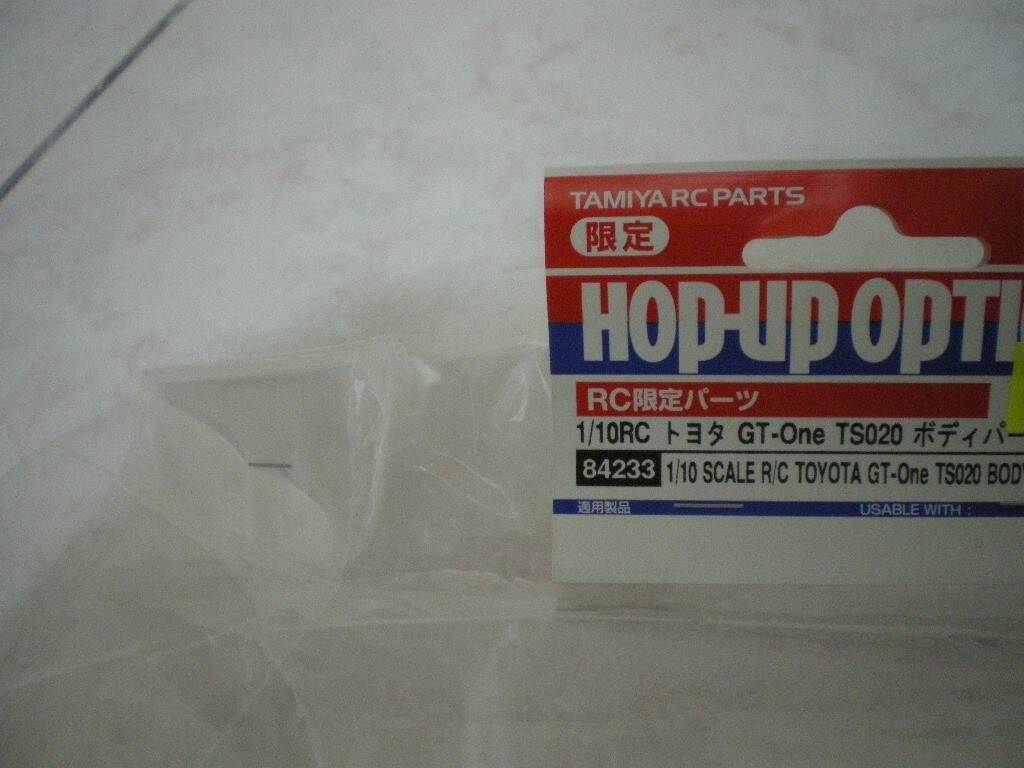 TAMIYA RC PARTS
限定
HOP-UP OPTI
RC限定パーツ
1/10RC トヨタ GT-One TS020 ボディパー
84233 1/10 SCALE R/C TOYOTA GT-One TS020 BODY
適用製品 USABLE WITH :